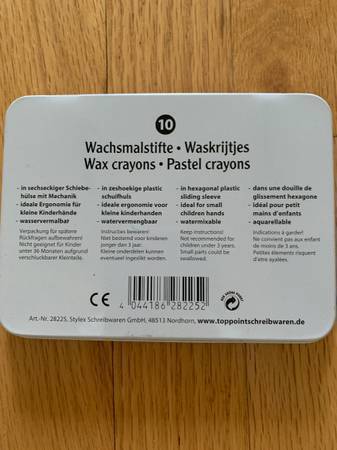 10
Wachsmalstifte • Waskrijtjes
Wax crayons • Pastel crayons
- in sechseckiger Schiebe-
hülse mit Mechanik
- ideale Ergonomie für
kleine Kinderhände
- wasservermalbar
Verpackung für spätere
Rückfragen aufbewahren!
Nicht geeignet für Kinder
unter 36 Monaten aufgrund
verschluckbarer Kleinteile.
- in zeshoekige plastic
schuifhuls
- ideale ergonomie voor
kleine kinderhanden
- watervermengbaar
Instructies bewaren!
Niet bestemd voor kinderen
jonger dan 3 jaar.
Kleine onderdelen kunnen
eventueel ingeslikt worden.
- in hexagonal plastic
sliding sleeve
- ideal for small
children hands
- watermixable
Keep instructions!
Not recommended for
children under 3 years.
Small parts could be
swallowed.
- dans une douille de
glissement hexagone
- idéal pour petit
mains d'enfants
- aquarellable
Indications à garder!
Ne convient pas aux enfant
de moins de 3 ans.
Petites élements risquent
d'etre ayalées.
CE
4 044186 282252
Art.-Nr. 28225, Stylex Schreibwaren GmbH, 48513 Nordhorn, www.toppointschreibwaren.de